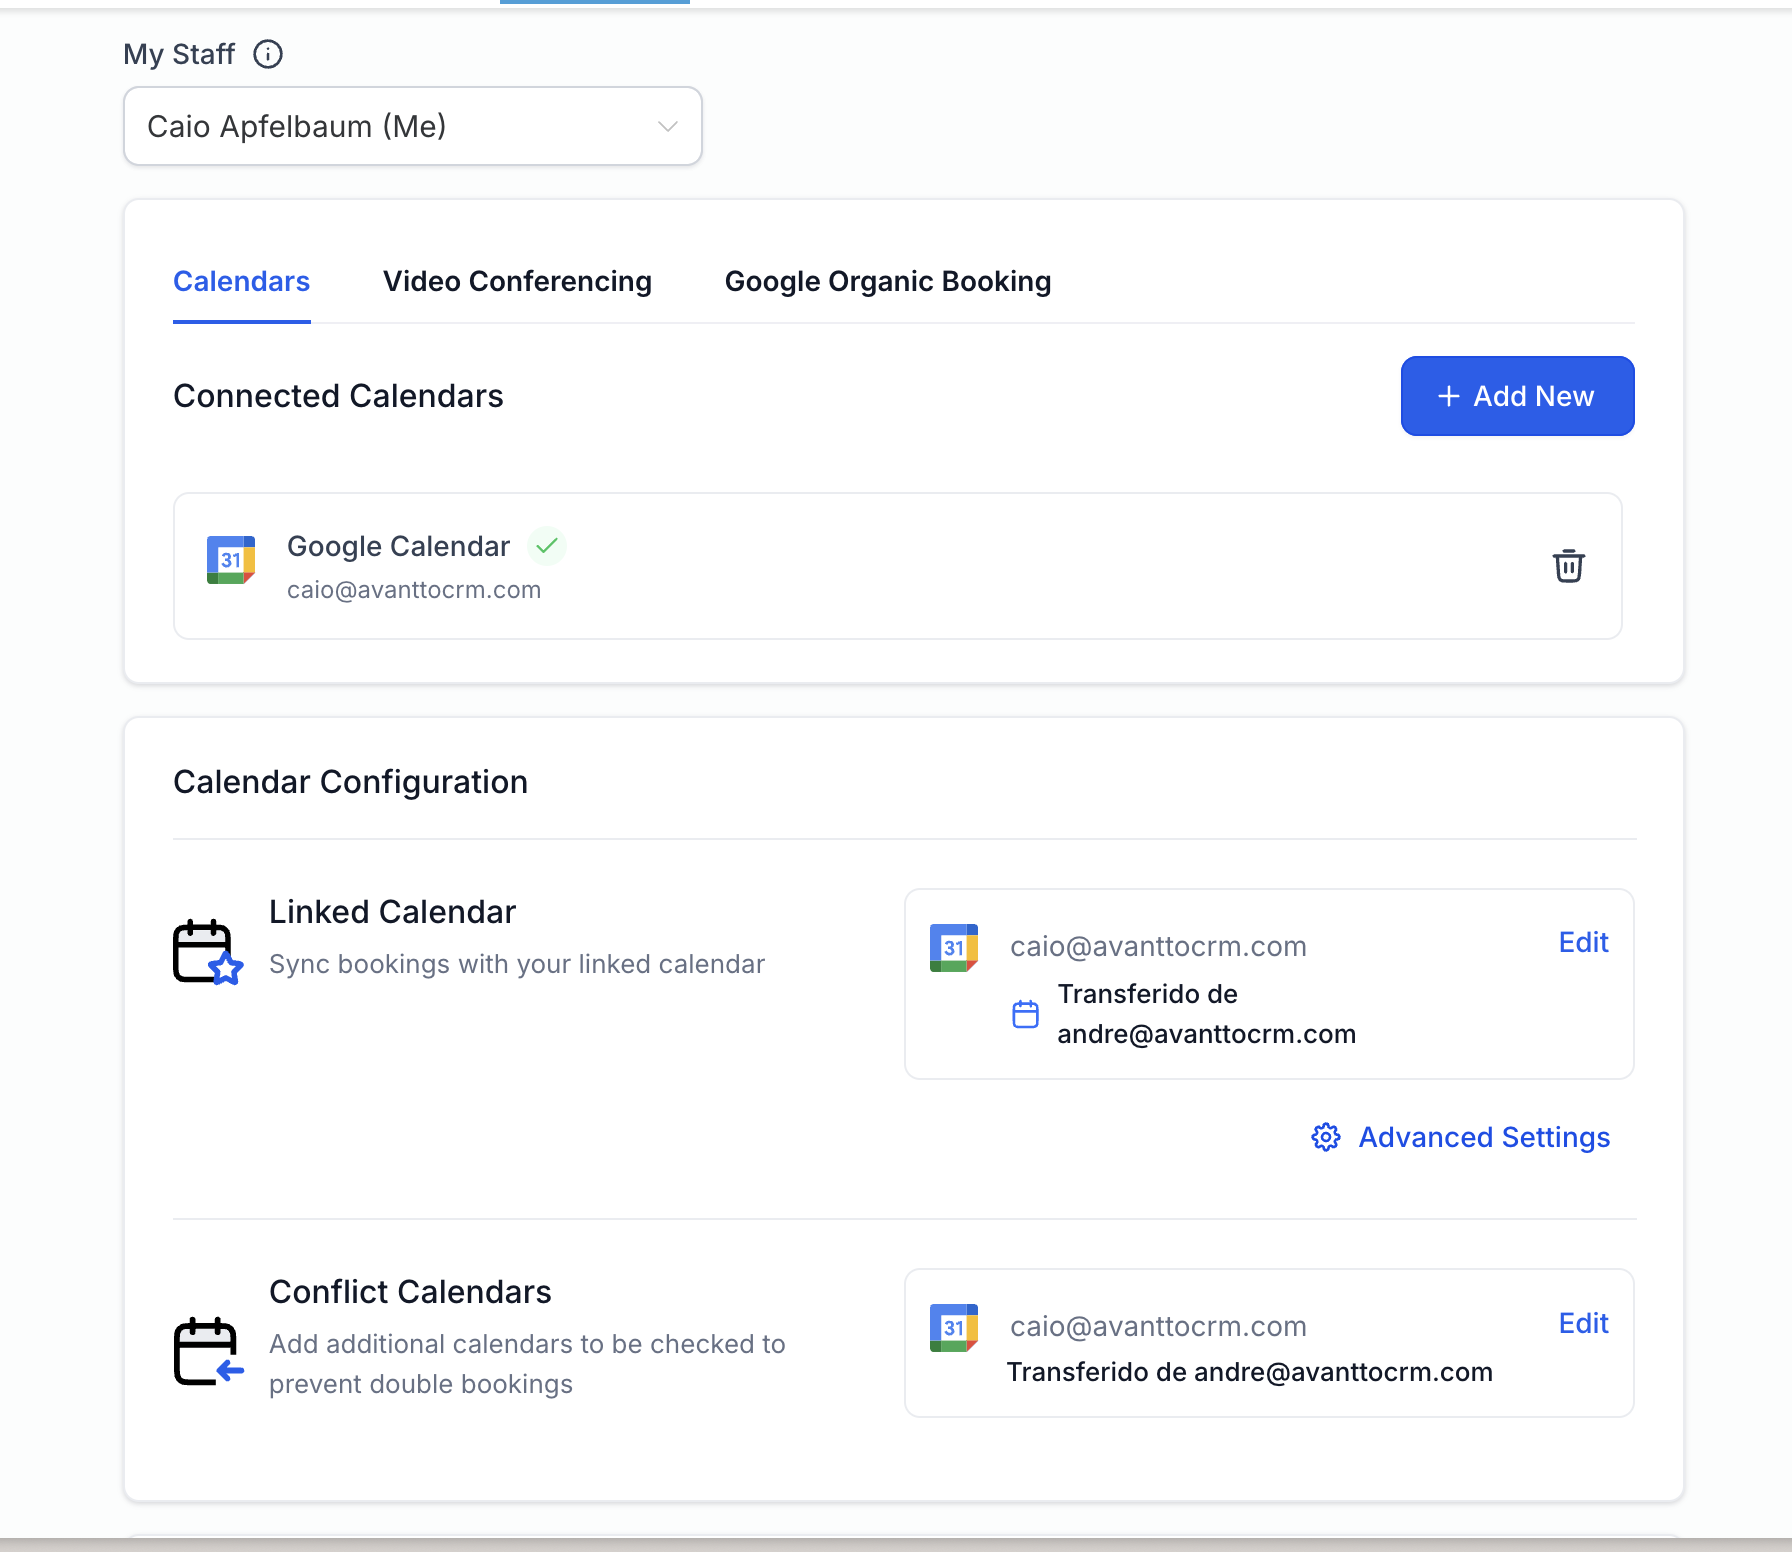 My Staff
Caio Apfelbaum (Me)
Calendars
Video Conferencing
Google Organic Booking
Connected Calendars
+ Add New
31
Google Calendar
caio@avanttocrm.com
Calendar Configuration
Linked Calendar
Sync bookings with your linked calendar
31
caio@avanttocrm.com
Edit
Transferido de
andre@avanttocrm.com
Advanced Settings
Conflict Calendars
Add additional calendars to be checked to
prevent double bookings
31
caio@avanttocrm.com
Edit
Transferido de andre@avanttocrm.com